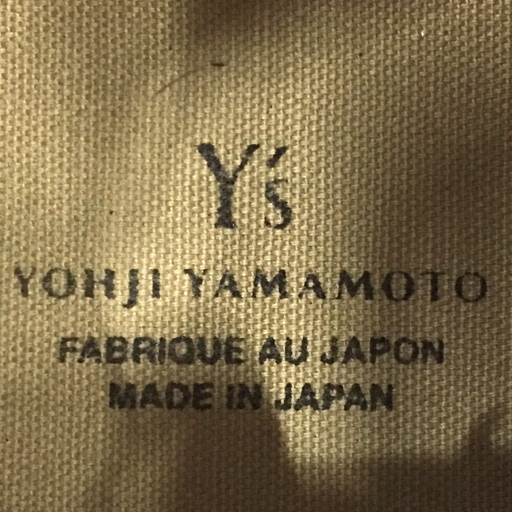 Y's
YOHJI YAMAMOTO
FABRIQUE AU JAPON
MADE IN JAPAN